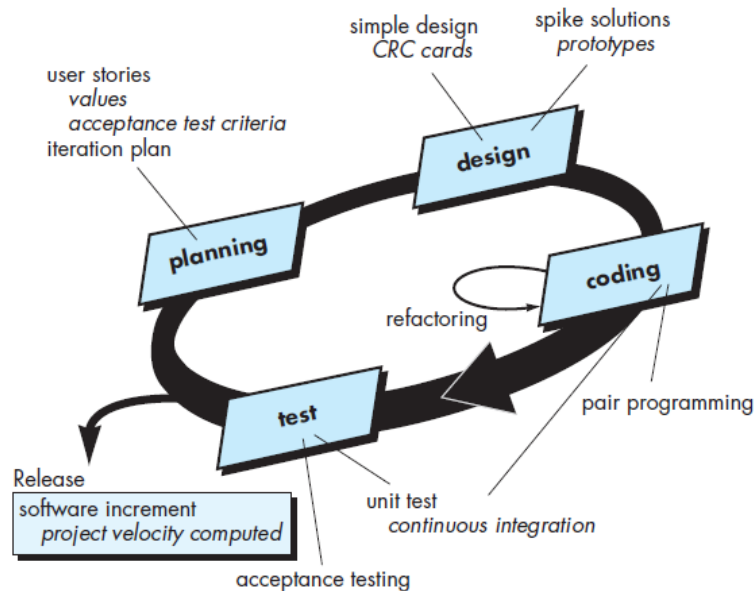 simple design
CRC cards
spike solutions
prototypes
user stories
values
acceptance test criteria
iteration plan
design
planning
coding
refactoring
test
pair programming
Release
software increment
project velocity computed
unit test
continuous integration
acceptance testing